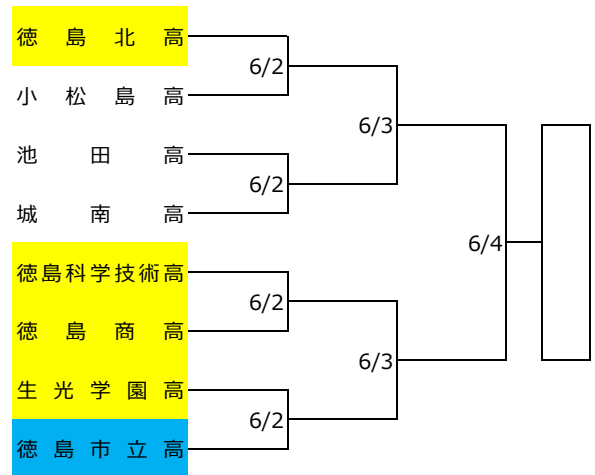 徳島北高
6/2
小松島高
6/3
池田高
6/2
城南高
6/4
徳島科学技術高
6/2
徳島商高
6/3
生光学園高
6/2
徳島市立高